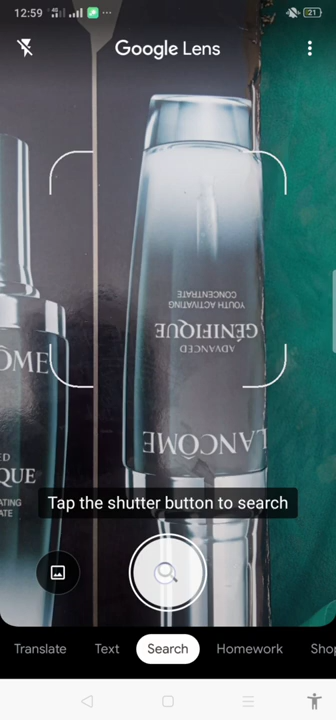 12:59
21
Google Lens
YOUTH ACTIVATING
CONCENTRATE
GÉNIFIQUE
ADVANCED
LANCÔME
ÔME
ED
QUE
ATING
ATE
Tap the shutter button to search
Translate
Text
Search
Homework
Shop